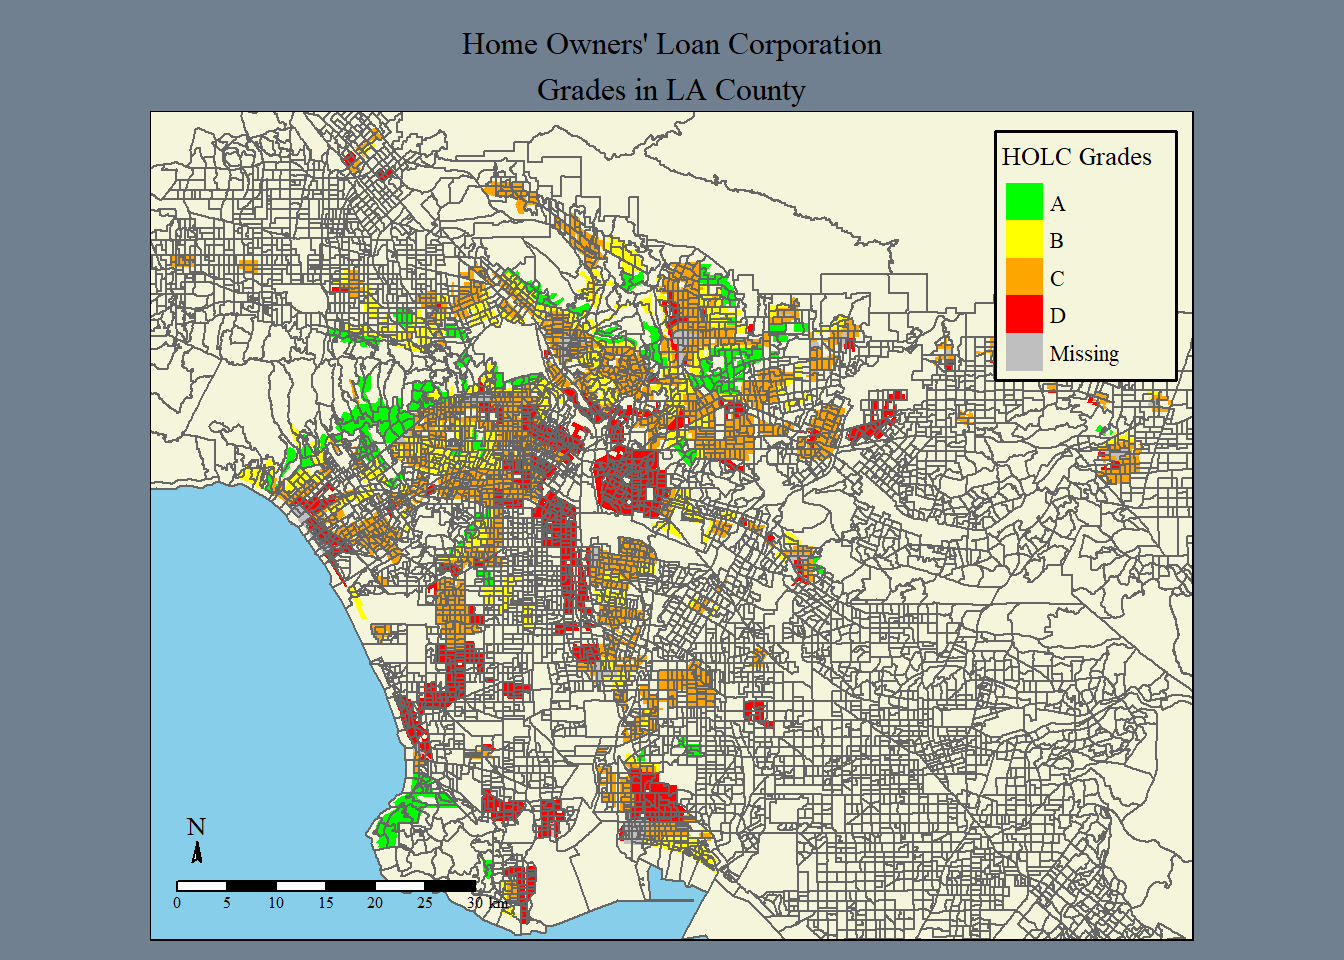 Home Owners' Loan Corporation
Grades in LA County
HOLC Grades
A
B
C
D
Missing
N
0 5 10 15 20 25 30 km